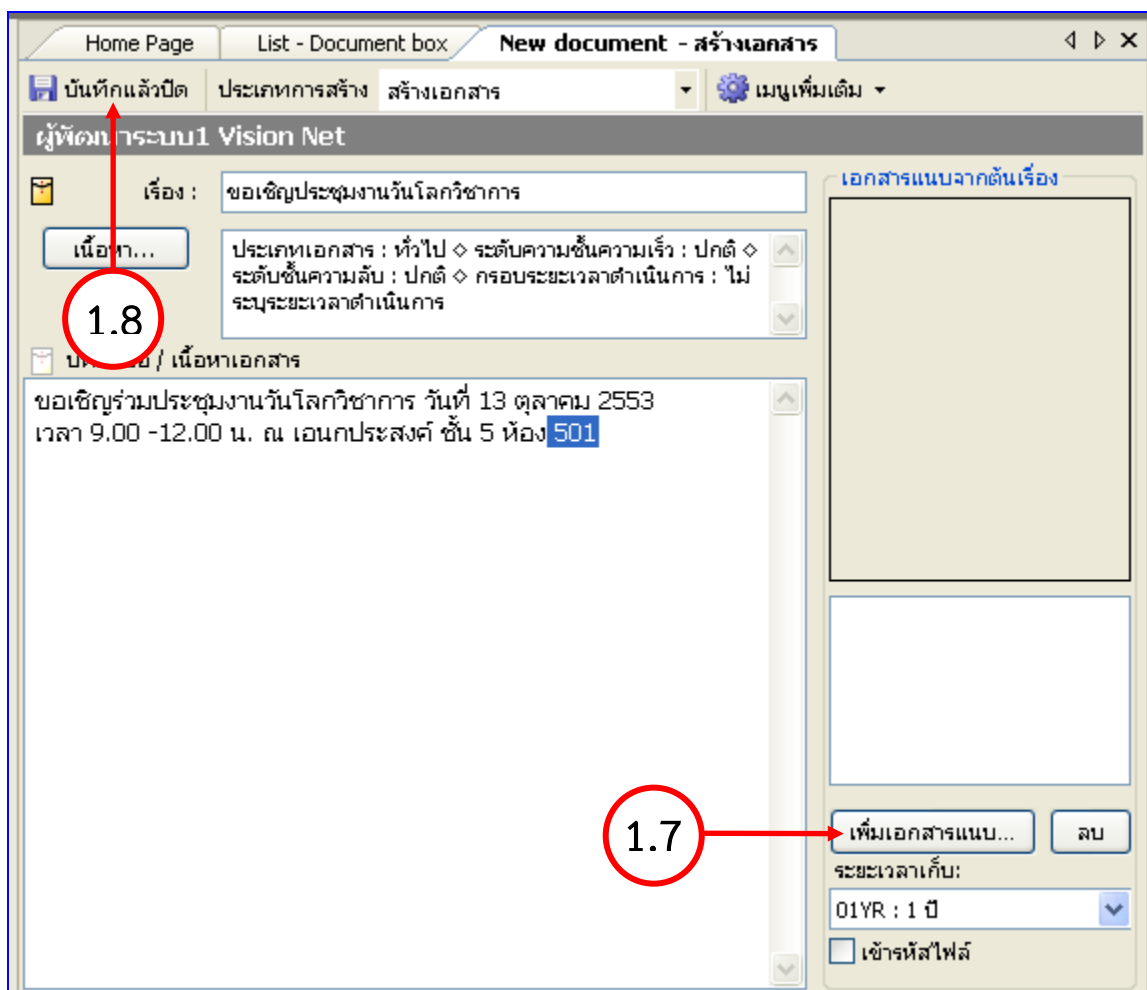 Home Page
List - Document box
New document - สร้างเอกสาร
บันทึกแล้วปิด
ประเภทการสร้าง
สร้างเอกสาร
เมนูเพิ่มเติม
ผู้พัฒนาระบบ1 Vision Net
เรื่อง :
ขอเชิญประชุมงานวันโลกวิชาการ
เอกสารแนบจากต้นเรื่อง
เนื้อหา...
ประเภทเอกสาร : ทั่วไป ◇ ระดับความชั้นความเร็ว : ปกติ ◇
ระดับชั้นความลับ : ปกติ ◇ กรอบระยะเวลาดำเนินการ : ไม่
ระบุระยะเวลาดำเนินการ
1.8
/ เนื้อหาเอกสาร
ขอเชิญร่วมประชุมงานวันโลกวิชาการ วันที่ 13 ตุลาคม 2553
เวลา 9.00 -12.00 น. ณ เอนกประสงค์ ชั้น 5 ห้อง 501
1.7
เพิ่มเอกสารแนบ...
ลบ
ระยะเวลาเก็บ:
01YR : 1 ปี
เข้ารหัสไฟล์